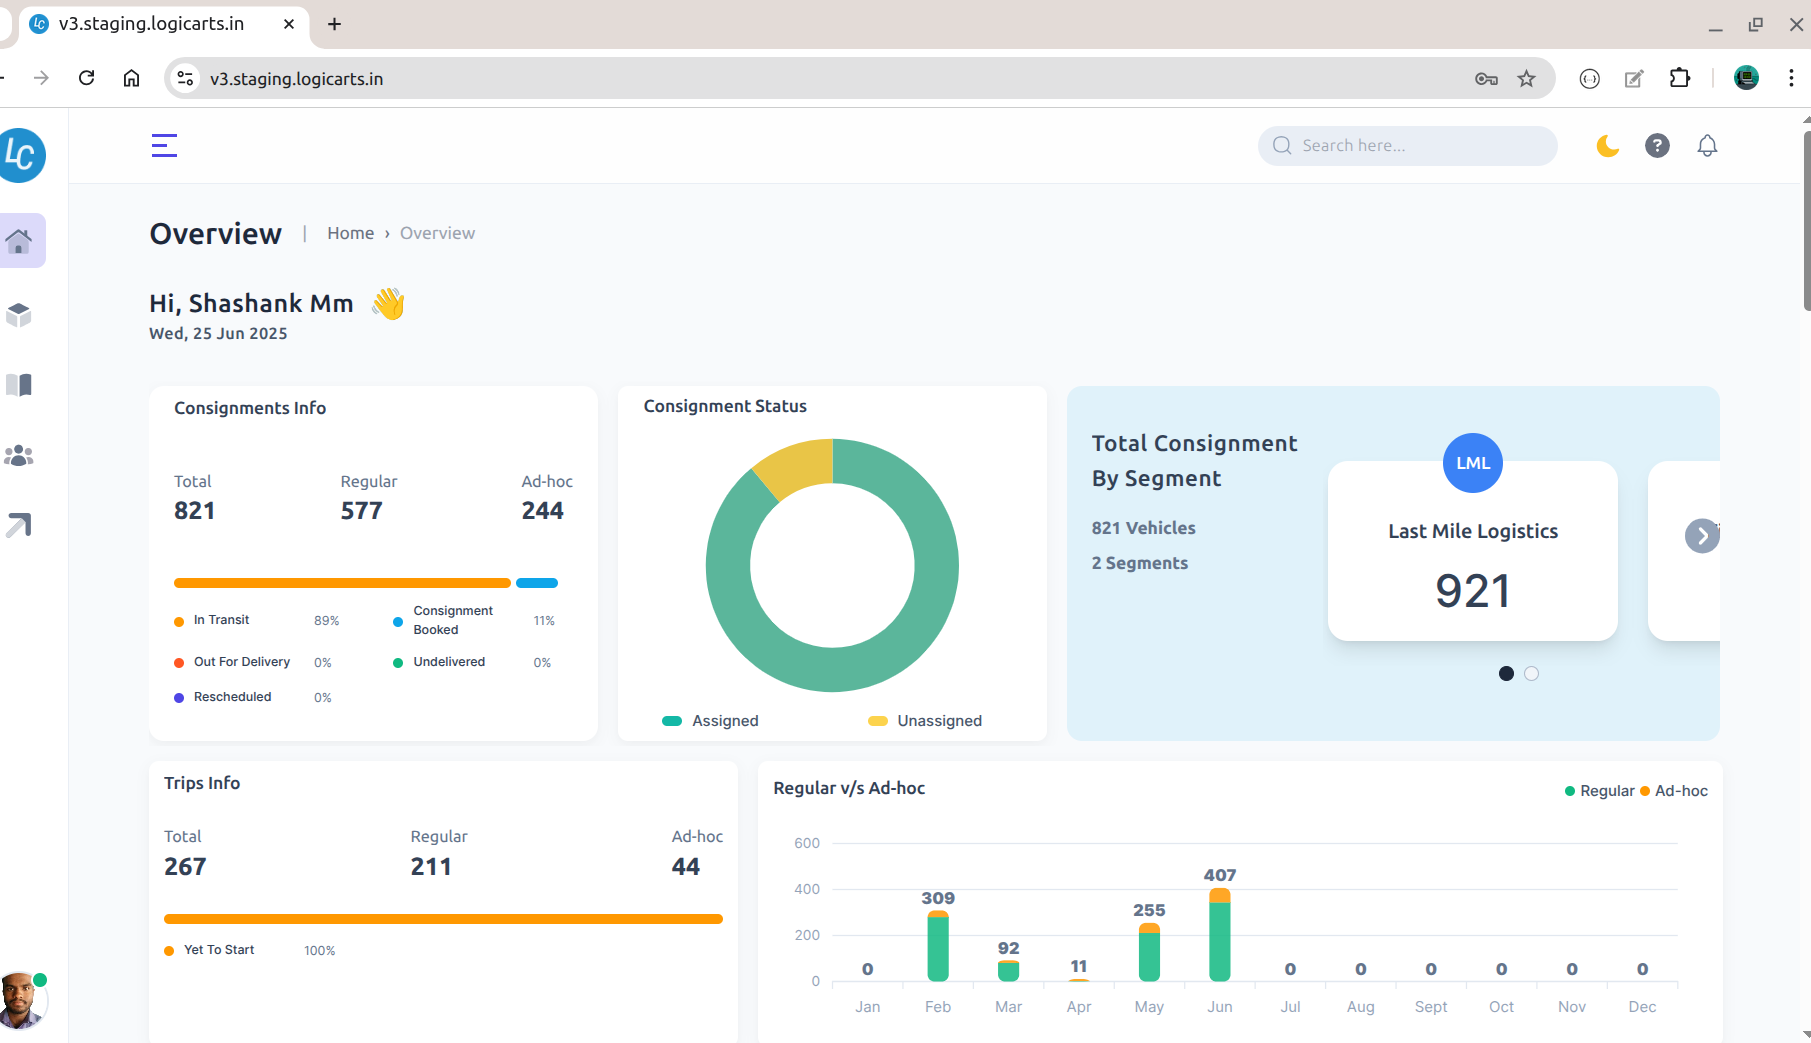 v3.staging.logicarts.in
v3.staging.logicarts.in
LC
Search here...
Overview | Home › Overview
Hi, Shashank Mm 👋
Wed, 25 Jun 2025
Consignments Info
Total Regular Ad-hoc
821 577 244
In Transit 89%
Consignment Booked 11%
Out For Delivery 0%
Undelivered 0%
Rescheduled 0%
Consignment Status
Assigned Unassigned
Total Consignment
By Segment
821 Vehicles
2 Segments
LML
Last Mile Logistics
921
Trips Info
Total Regular Ad-hoc
267 211 44
Yet To Start 100%
Regular v/s Ad-hoc
Regular Ad-hoc
600
400
200
0
0 309 92 11 255 407 0 0 0 0 0 0
Jan Feb Mar Apr May Jun Jul Aug Sept Oct Nov Dec